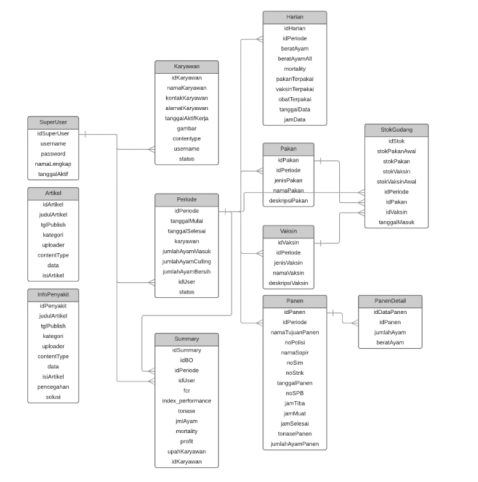 Harian
idHarian
idPeriode
beratAyam
beratAyamAll
mortality
pakanTerpakai
vaksinTerpakai
obatTerpakai
tanggalData
jamData
Karyawan
idKaryawan
namaKaryawan
kontakKaryawan
alamatKaryawan
tanggalAktifKerja
gambar
contentype
username
status
SuperUser
idSuperUser
username
password
namaLengkap
tanggalAktif
StokGudang
idStok
stokPakanAwal
stokPakan
stokVaksin
stokVaksinAwal
idPeriode
idPakan
idVaksin
tanggalMasuk
Pakan
idPakan
idPeriode
jenisPakan
namaPakan
deskripsiPakan
Artikel
idArtikel
judulArtikel
tglPublish
kategori
uploader
contentType
data
isiArtikel
Periode
idPeriode
tanggalMulai
tanggalSelesai
karyawan
jumlahAyamMasuk
jumlahAyamCulling
jumlahAyamBersih
idUser
status
Vaksin
idVaksin
idPeriode
jenisVaksin
namaVaksin
deskripsiVaksin
InfoPenyakit
idPenyakit
judulArtikel
tglPublish
kategori
uploader
contentType
data
isiArtikel
pencegahan
solusi
Panen
idPanen
idPeriode
namaTujuanPanen
noPolisi
namaSopir
noSim
noStnk
tanggalPanen
noSPB
jamTiba
jamMuat
jamSelesai
tonasePanen
jumlahAyamPanen
PanenDetail
idDataPanen
idPanen
jumlahAyam
beratAyam
Summary
idSummary
idBO
idPeriode
idUser
fcr
index_performance
tonase
jmlAyam
mortality
profit
upahKaryawan
idKaryawan